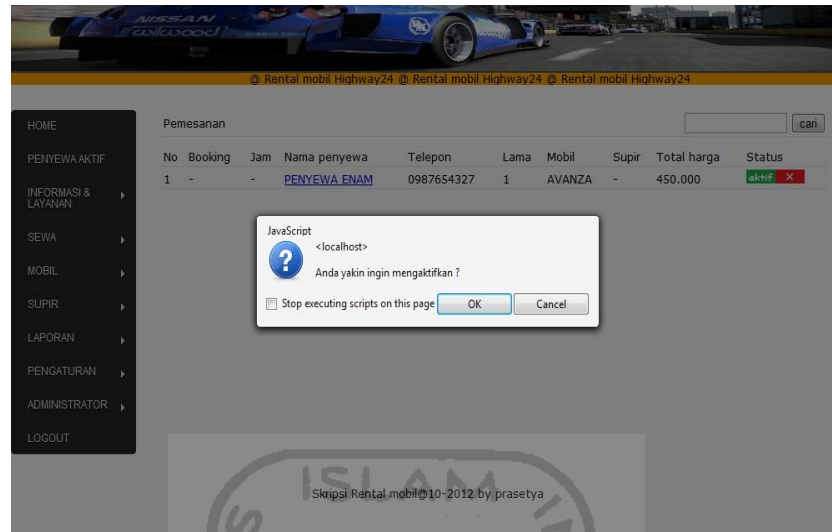 NISSAN
wilwood
@ Rental mobil Highway24 @ Rental mobil Highway24 @ Rental mobil Highway24
HOME
PENYEWA AKTIF
INFORMASI &
LAYANAN
SEWA
MOBIL
SUPIR
LAPORAN
PENGATURAN
ADMINISTRATOR
LOGOUT
Pemesanan
cari
No Booking Jam Nama penyewa Telepon Lama Mobil Supir Total harga Status
1 - - PENYEWA ENAM 0987654327 1 AVANZA - 450.000 aktif X
JavaScript
<localhost>
Anda yakin ingin mengaktifkan ?
Stop executing scripts on this page OK Cancel
ISLAM
Skripsi Rental mobil@10-2012 by prasetya